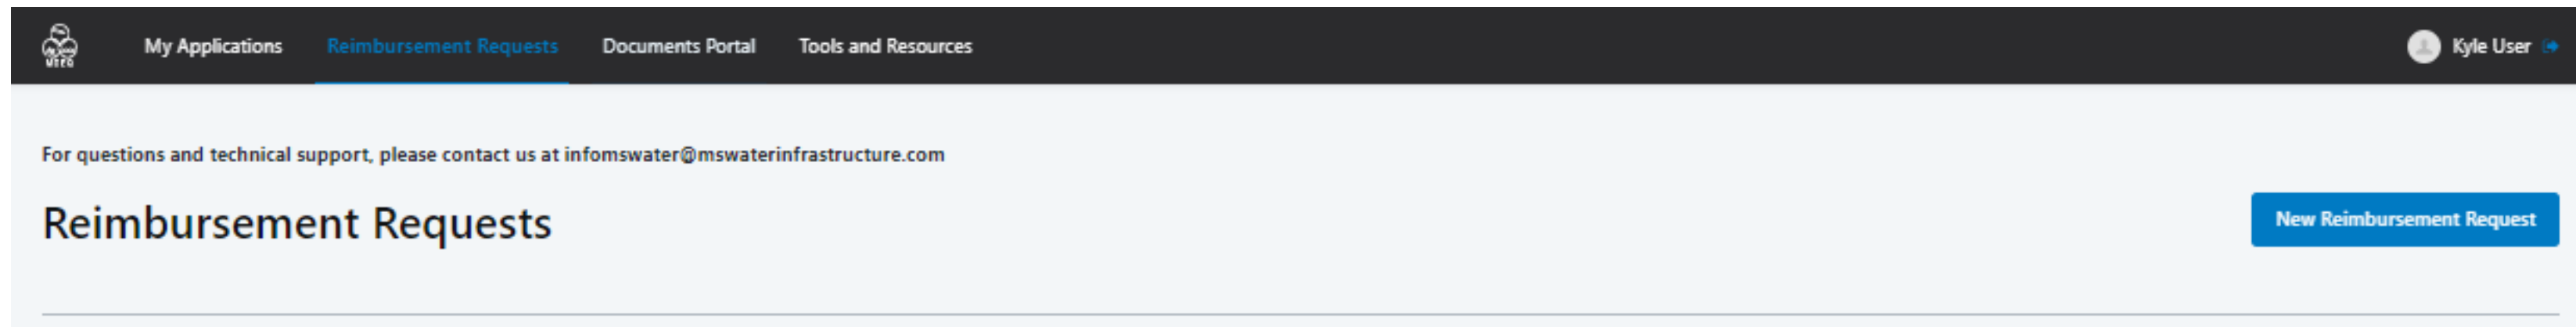 My Applications Reimbursement Requests Documents Portal Tools and Resources Kyle User
For questions and technical support, please contact us at infomswater@mswaterinfrastructure.com
Reimbursement Requests
New Reimbursement Request